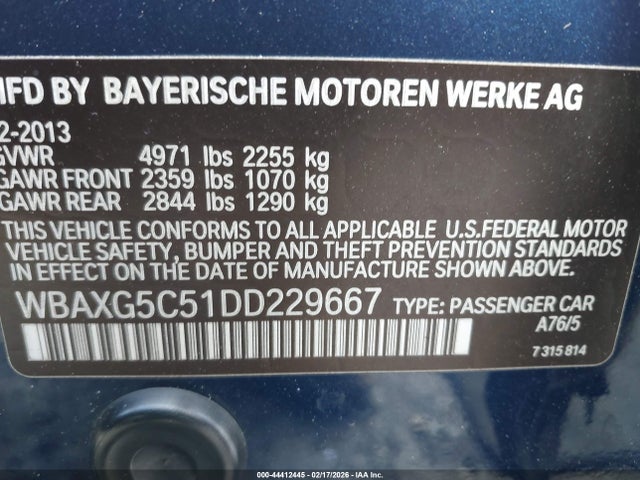 MFD BY BAYERISCHE MOTOREN WERKE AG
2-2013
GVWR 4971 lbs 2255 kg
GAWR FRONT 2359 lbs 1070 kg
GAWR REAR 2844 lbs 1290 kg
THIS VEHICLE CONFORMS TO ALL APPLICABLE U.S.FEDERAL MOTOR
VEHICLE SAFETY, BUMPER AND THEFT PREVENTION STANDARDS
IN EFFECT ON THE DATE OF MANUFACTURE SHOWN ABOVE.
WBAXG5C51DD229667 TYPE: PASSENGER CAR
A76/5
7 315 814
000-44412445 - 02/17/2026 - IAA Inc.